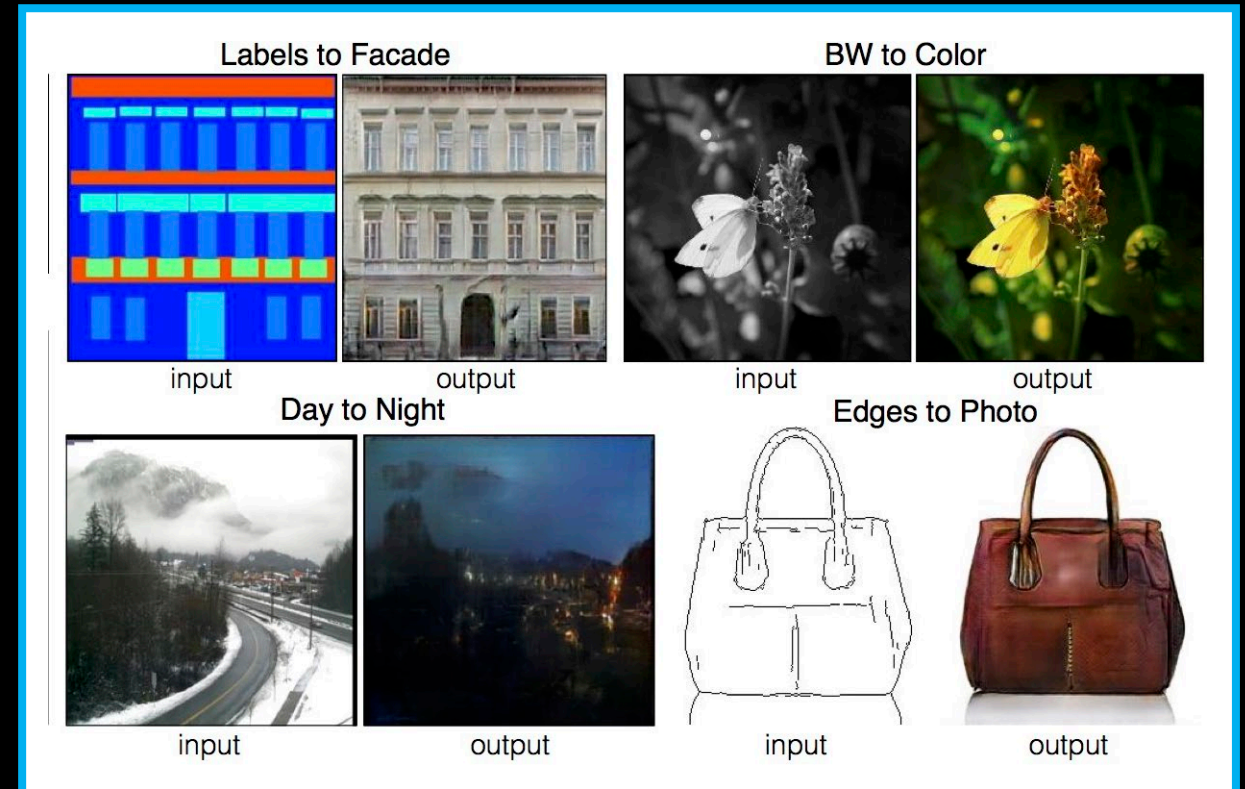 Labels to Facade
BW to Color
input
output
input
output
Day to Night
Edges to Photo
input
output
input
output